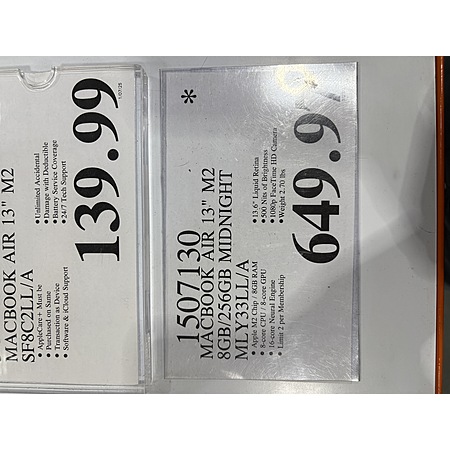 MACBOOK AIR 13" M2
SF8C2LL/A
• AppleCare+ Must be
Purchased on Same
Transaction as Device
• Software & iCloud Support
• Unlimited Accidental
Damage with Deductible
• Battery Service Coverage
• 24/7 Tech Support
139.99
*
1507130
MACBOOK AIR 13" M2
8GB/256GB MIDNIGHT
MLY33LL/A
• Apple M2 Chip / 8GB RAM
• 8-core CPU / 8-core GPU
• 16-core Neural Engine
• Limit 2 per Membership
• 13.6" Liquid Retina
• 500 Nits of Brightness
• 1080p FaceTime HD Camera
• Weight 2.70 lbs
649.9